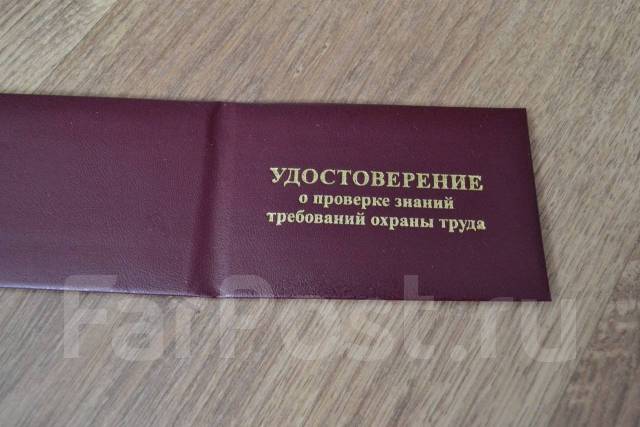 УДОСТОВЕРЕНИЕ
о проверке знаний
требований охраны труда
FarPost.ru